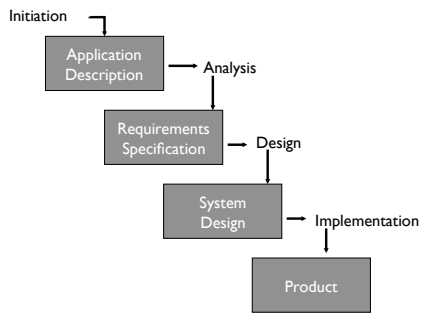 Initiation
Application
Description
Analysis
Requirements
Specification
Design
System
Design
Implementation
Product